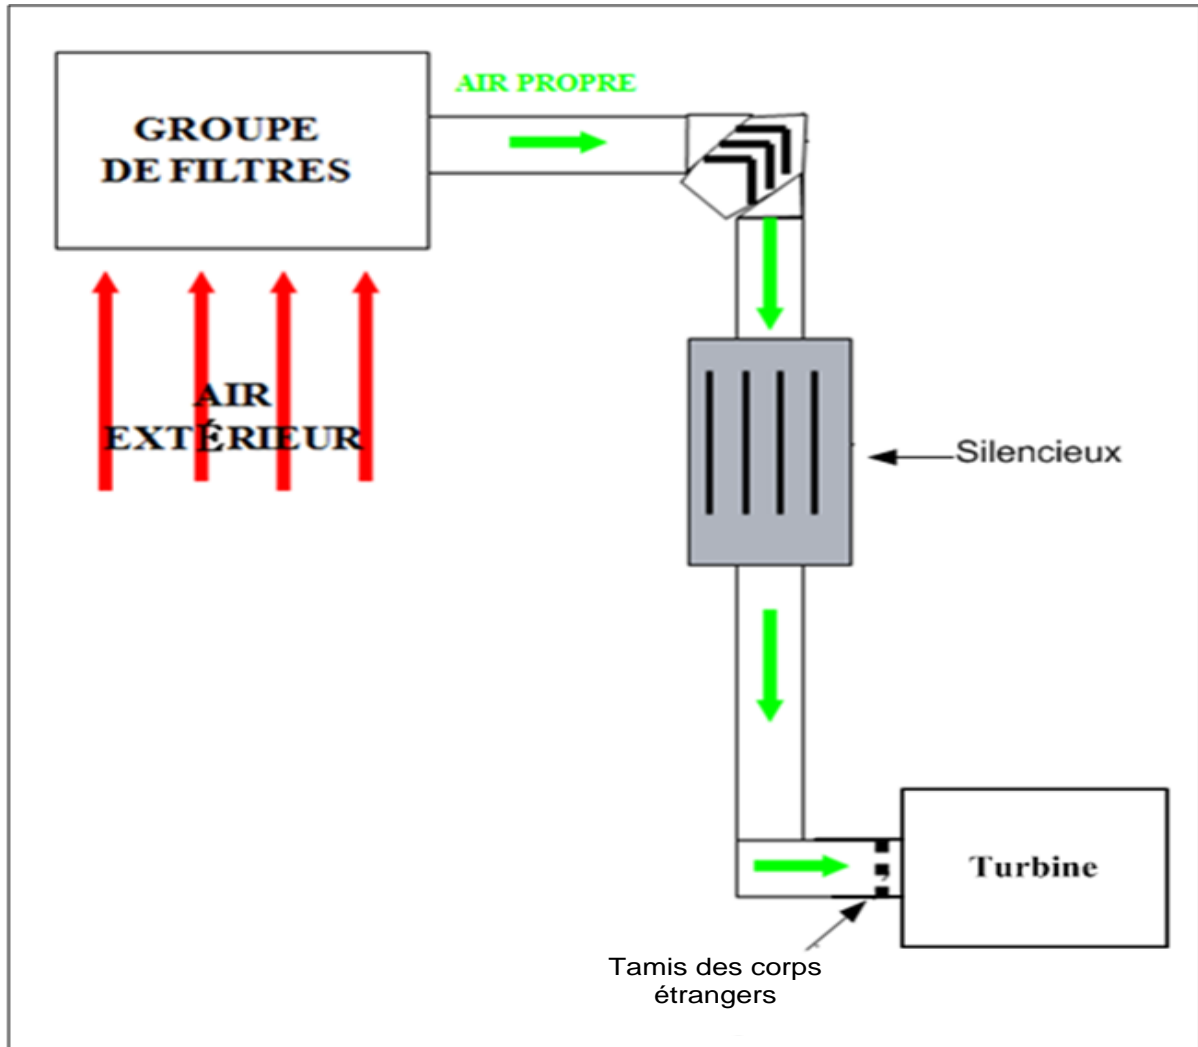 AIR PROPRE
GROUPE
DE FILTRES
AIR
EXTÉRIEUR
Silencieux
Turbine
Tamis des corps
étrangers